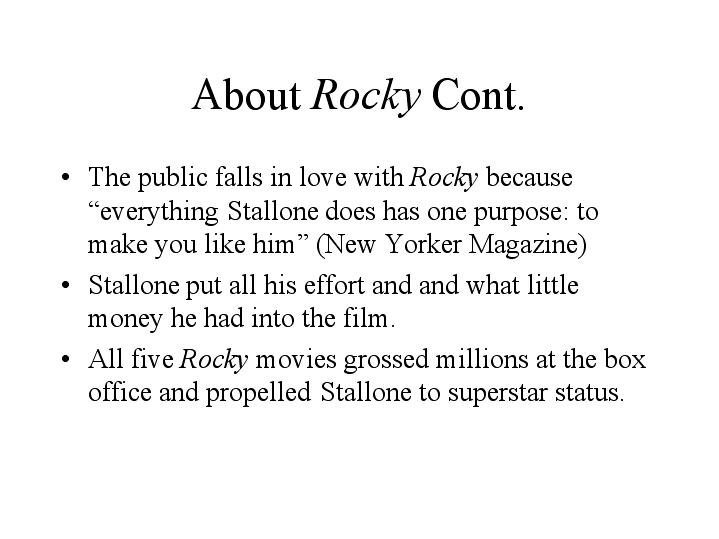 About Rocky Cont.
• The public falls in love with Rocky because
“everything Stallone does has one purpose: to
make you like him” (New Yorker Magazine)
• Stallone put all his effort and and what little
money he had into the film.
• All five Rocky movies grossed millions at the box
office and propelled Stallone to superstar status.